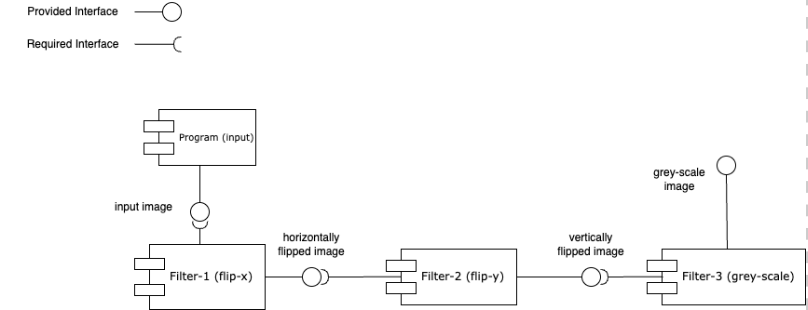 Provided Interface
Required Interface
Program (input)
grey-scale
image
input image
horizontally
flipped image
vertically
flipped image
Filter-1 (flip-x)
Filter-2 (flip-y)
Filter-3 (grey-scale)